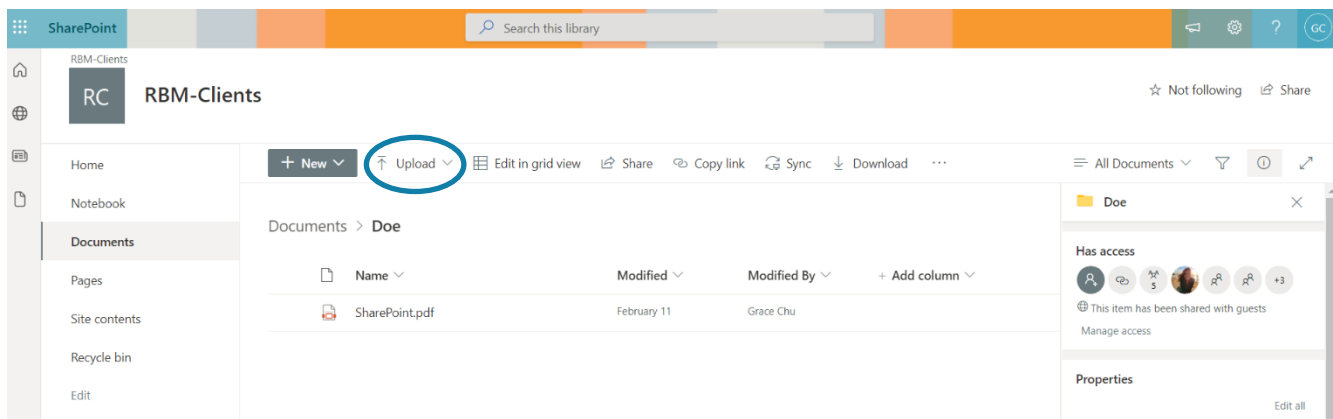 SharePoint
Search this library
? GC
RBM-Clients
RC RBM-Clients
Not following Share
Home
Notebook
Documents
Pages
Site contents
Recycle bin
Edit
+ New Upload Edit in grid view Share Copy link Sync Download ... All Documents
Documents > Doe
Name Modified Modified By + Add column
SharePoint.pdf February 11 Grace Chu
Doe
Has access
5 +3
This item has been shared with guests
Manage access
Properties
Edit all